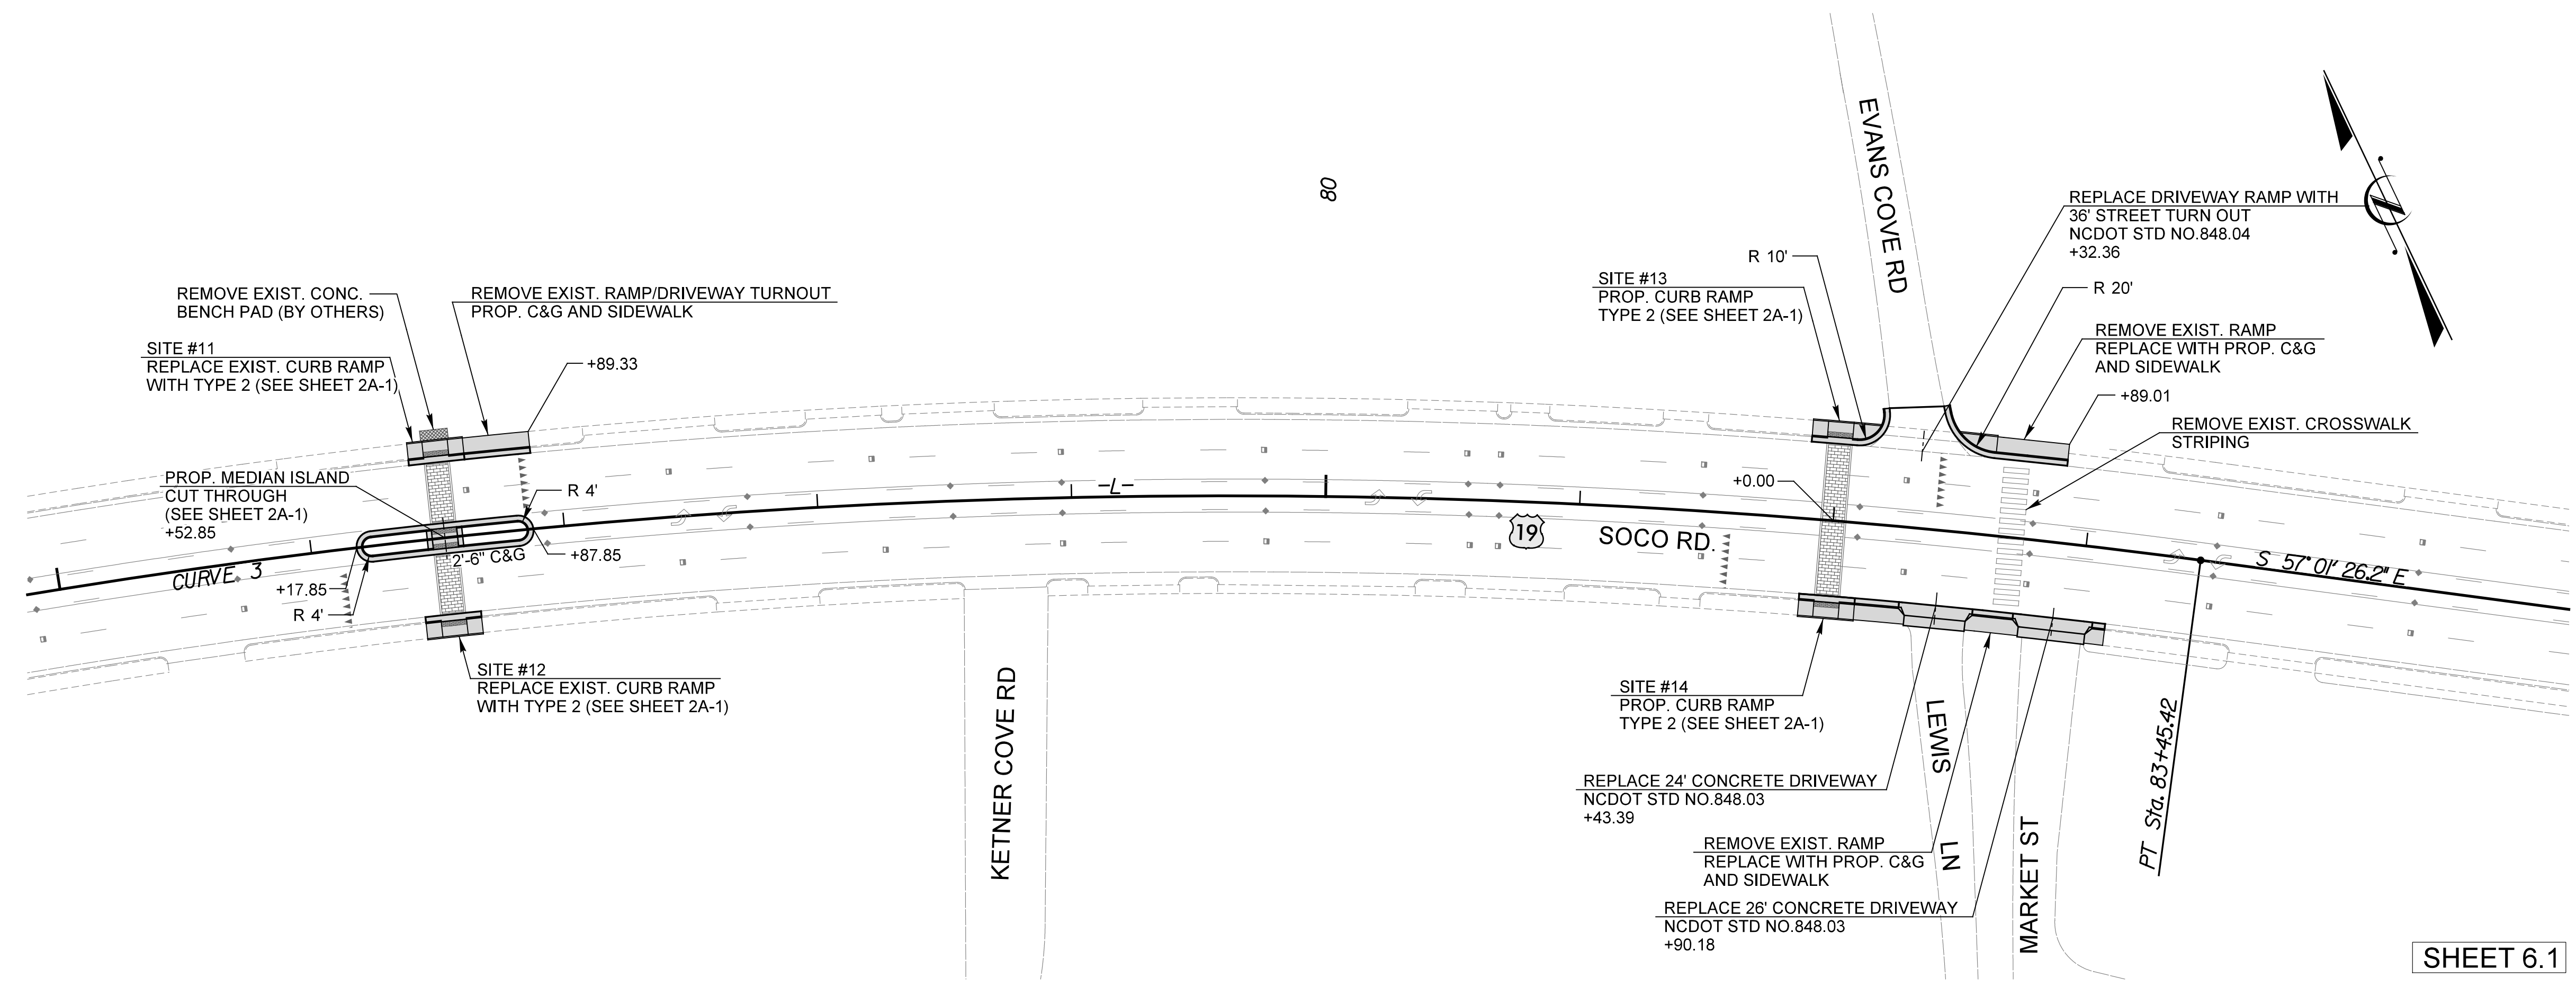 80
EVANS COVE RD
REPLACE DRIVEWAY RAMP WITH
36' STREET TURN OUT
NCDOT STD NO.848.04
+32.36
R 10'
SITE #13
PROP. CURB RAMP
TYPE 2 (SEE SHEET 2A-1)
R 20'
REMOVE EXIST. RAMP
REPLACE WITH PROP. C&G
AND SIDEWALK
+89.01
REMOVE EXIST. CROSSWALK
STRIPING
REMOVE EXIST. CONC.
BENCH PAD (BY OTHERS)
REMOVE EXIST. RAMP/DRIVEWAY TURNOUT
PROP. C&G AND SIDEWALK
SITE #11
REPLACE EXIST. CURB RAMP
WITH TYPE 2 (SEE SHEET 2A-1)
+89.33
PROP. MEDIAN ISLAND
CUT THROUGH
(SEE SHEET 2A-1)
+52.85
R 4'
-L-
+0.00
19
SOCO RD.
2'-6" C&G
+87.85
CURVE 3
+17.85
R 4'
S 57°01'26.2" E
SITE #12
REPLACE EXIST. CURB RAMP
WITH TYPE 2 (SEE SHEET 2A-1)
KETNER COVE RD
SITE #14
PROP. CURB RAMP
TYPE 2 (SEE SHEET 2A-1)
LEWIS LN
MARKET ST
PT Sta. 83+45.42
REPLACE 24' CONCRETE DRIVEWAY
NCDOT STD NO.848.03
+43.39
REMOVE EXIST. RAMP
REPLACE WITH PROP. C&G
AND SIDEWALK
REPLACE 26' CONCRETE DRIVEWAY
NCDOT STD NO.848.03
+90.18
SHEET 6.1